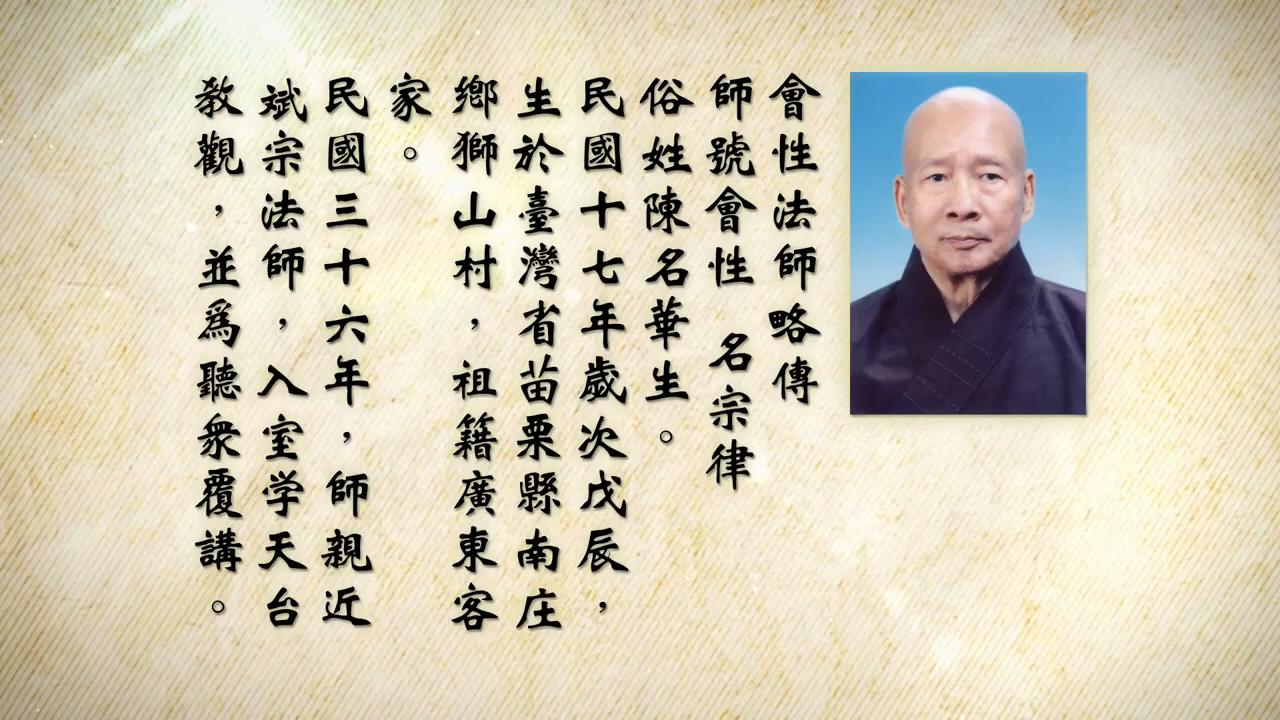 會性法師略傳
師號會性 名宗律
俗姓陳名華生。
民國十七年歲次戊辰，
生於臺灣省苗栗縣南庄
鄉獅山村，祖籍廣東客
家。
民國三十六年，師親近
斌宗法師，入室学天台
教觀，並爲聽衆覆講。